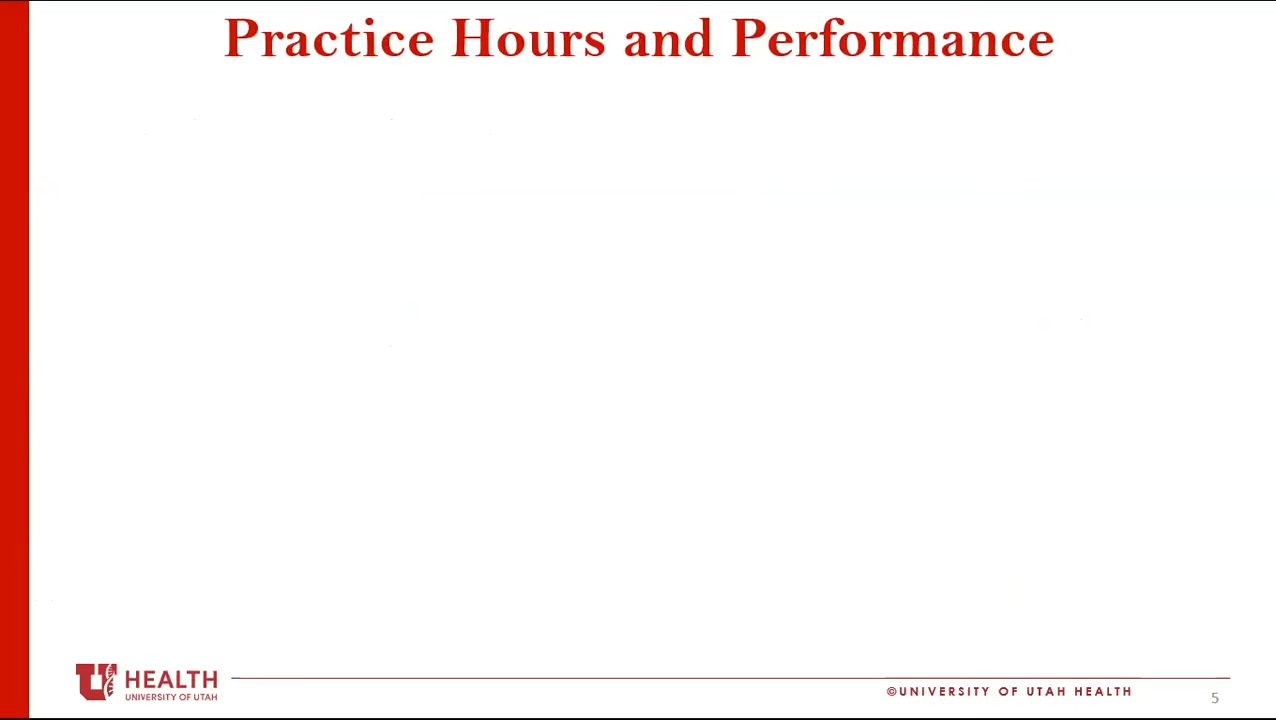 Practice Hours and Performance
U HEALTH
UNIVERSITY OF UTAH
©UNIVERSITY OF UTAH HEALTH
5